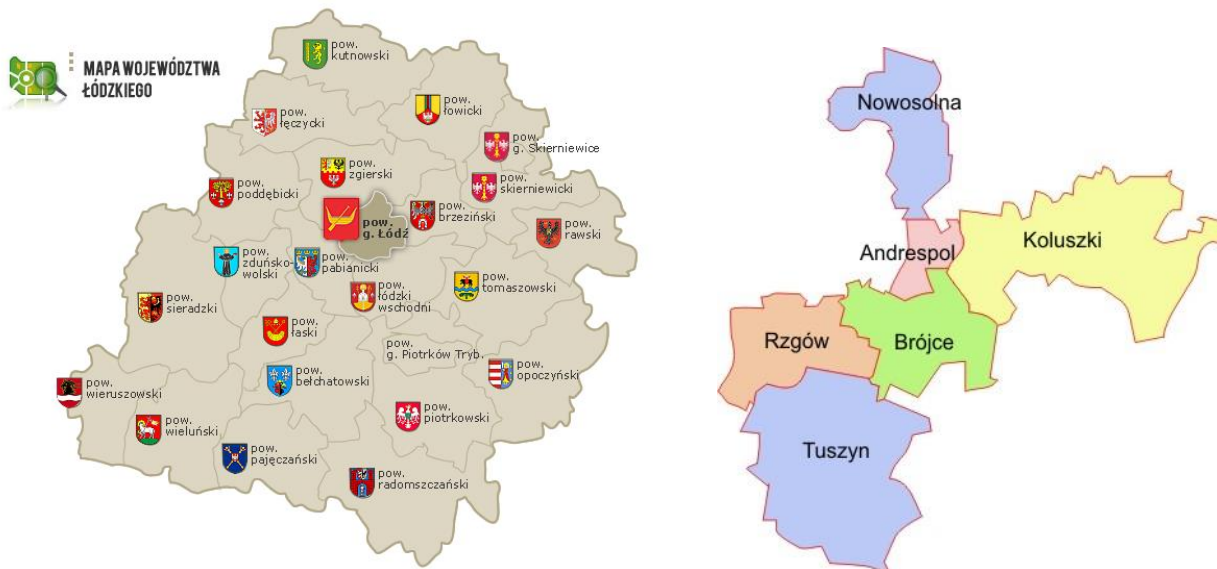 MAPA WOJEWÓDZTWA
ŁÓDZKIEGO
pow.
kutnowski
pow.
łęczycki
pow.
łowicki
pow.
g. Skierniewice
pow.
zgierski
pow.
skierniewicki
pow.
poddębicki
pow.
g. Łódź
pow.
brzeziński
pow.
rawski
pow.
zduńsko-
wolski
pow.
pabianicki
pow.
łódzki
wschodni
pow.
tomaszowski
pow.
sieradzki
pow.
łaski
pow.
g. Piotrków Tryb.
pow.
bełchatowski
pow.
opoczyński
pow.
wieruszowski
pow.
wieluński
pow.
piotrkowski
pow.
pajęczański
pow.
radomszczański
Nowosolna
Andrespol
Koluszki
Rzgów
Brójce
Tuszyn